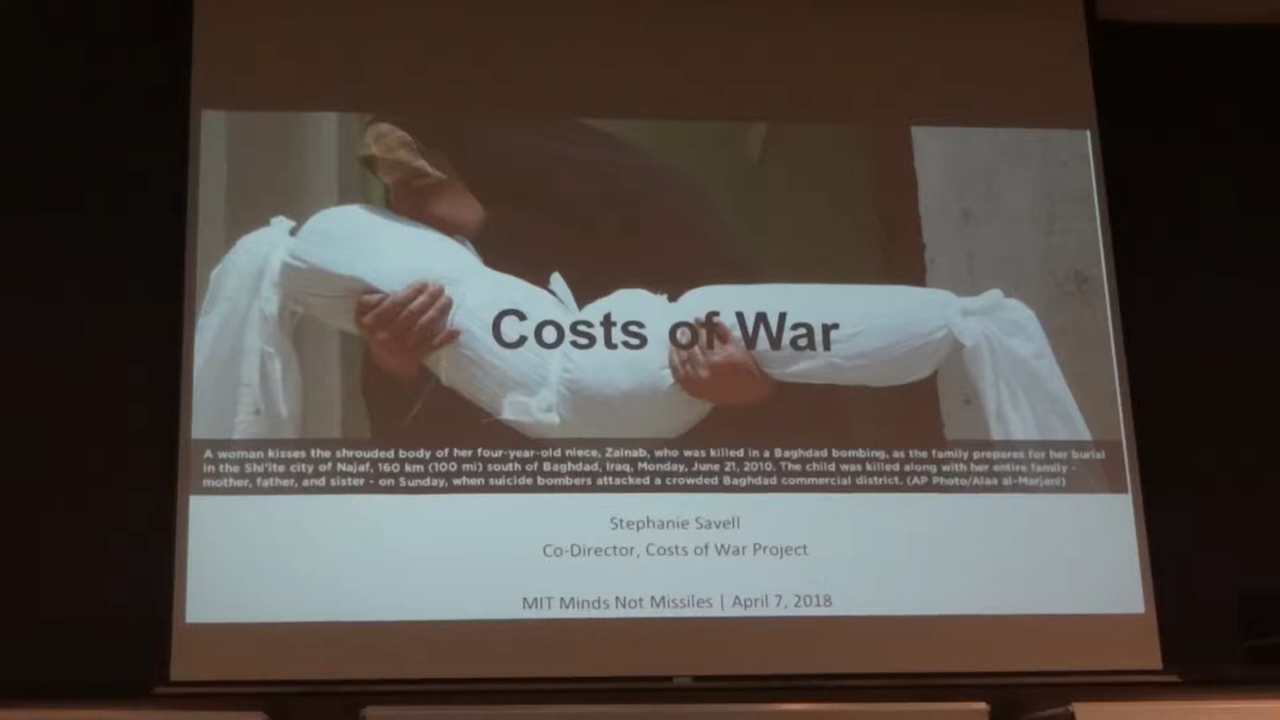 Costs of War
A woman kisses the shrouded body of her four-year-old niece, Zainab, who was killed in a Baghdad bombing, as the family prepares for her burial
in the Shi'ite city of Najaf, 160 km (100 mi) south of Baghdad, Iraq, Monday, June 21, 2010. The child was killed along with her entire family -
mother, father, and sister - on Sunday, when suicide bombers attacked a crowded Baghdad commercial district. (AP Photo/Alaa al-Marjani)
Stephanie Savell
Co-Director, Costs of War Project
MIT Minds Not Missiles | April 7, 2018